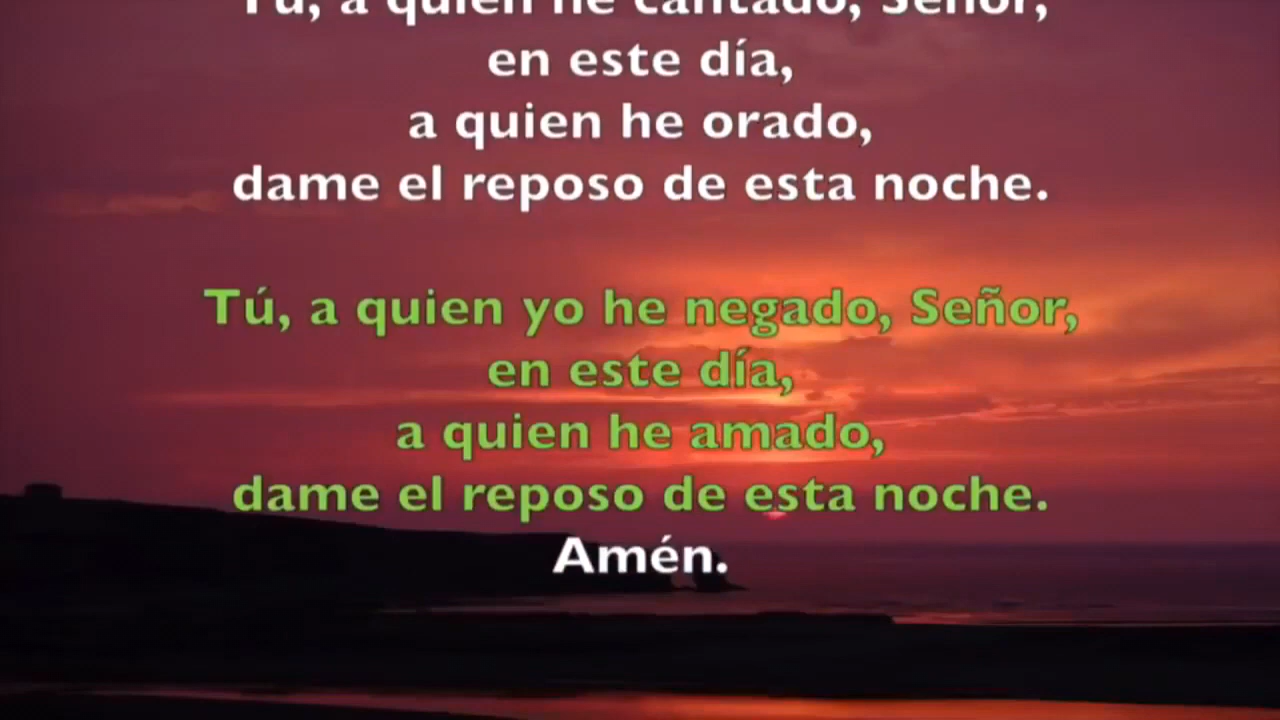 Tú, a quien he cantado, Señor,
en este día,
a quien he orado,
dame el reposo de esta noche.
Tú, a quien yo he negado, Señor,
en este día,
a quien he amado,
dame el reposo de esta noche.
Amén.